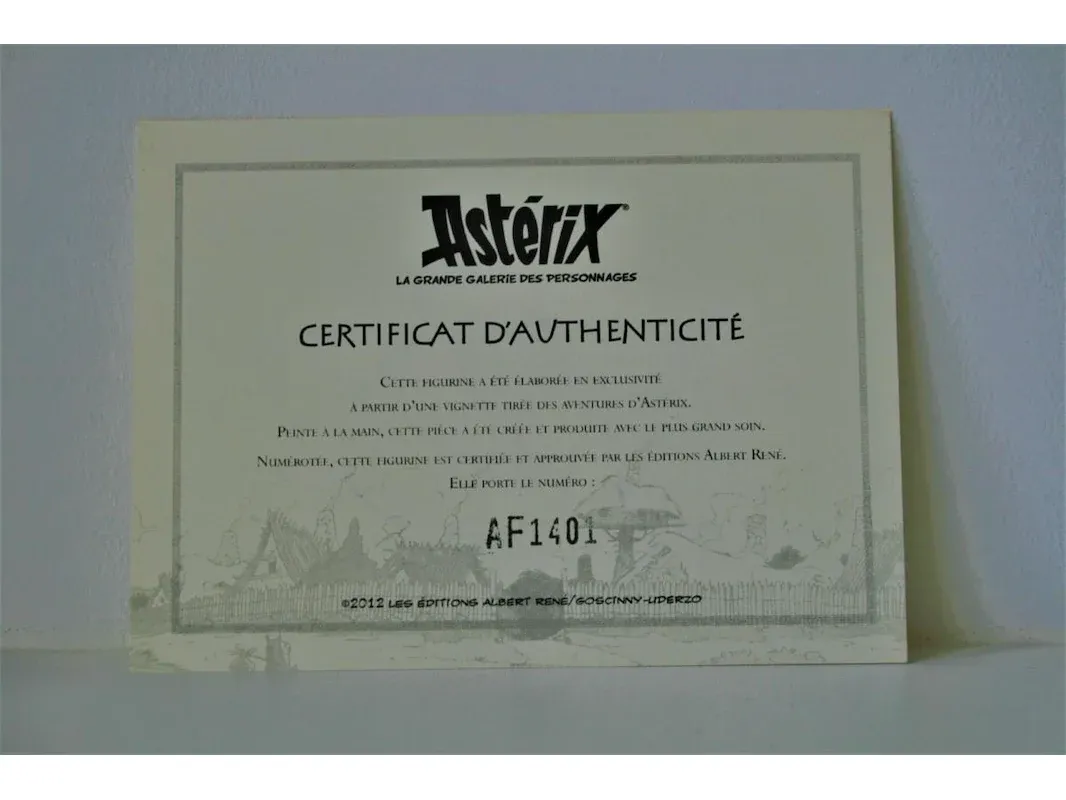 Astérix®
LA GRANDE GALERIE DES PERSONNAGES
CERTIFICAT D'AUTHENTICITÉ
CETTE FIGURINE A ÉTÉ ÉLABORÉE EN EXCLUSIVITÉ
À PARTIR D'UNE VIGNETTE TIRÉE DES AVENTURES D'ASTÉRIX.
PEINTE À LA MAIN, CETTE PIÈCE A ÉTÉ CRÉÉE ET PRODUITE AVEC LE PLUS GRAND SOIN.
NUMÉROTÉE, CETTE FIGURINE EST CERTIFIÉE ET APPROUVÉE PAR LES ÉDITIONS ALBERT RENÉ.
ELLE PORTE LE NUMÉRO :
AF1401
©2012 LES ÉDITIONS ALBERT RENÉ/GOSCINNY-UDERZO